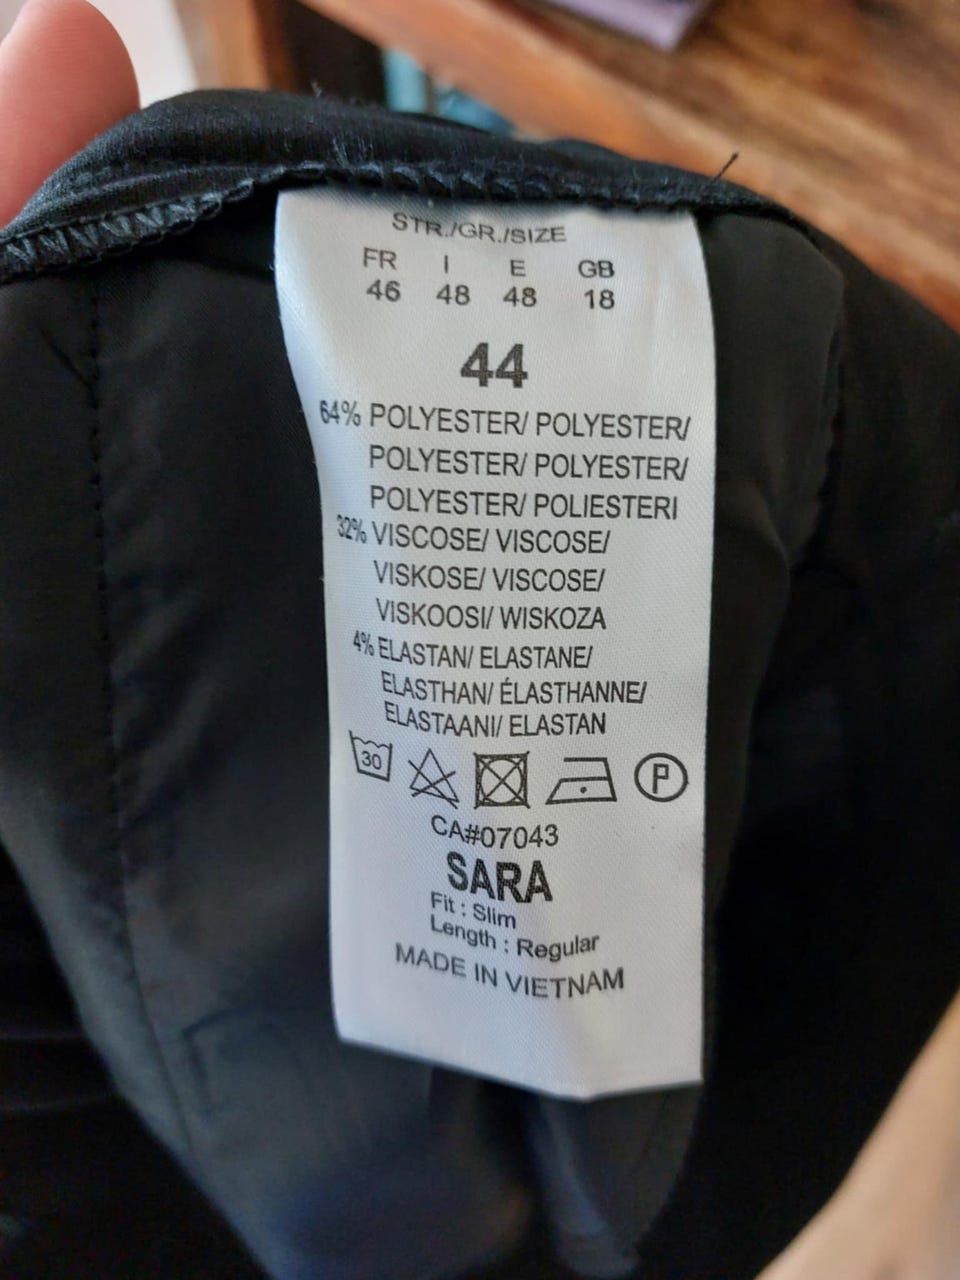 STR./GR./SIZE
FR I E GB
46 48 48 18
44
64% POLYESTER/ POLYESTER/
POLYESTER/ POLYESTER/
POLYESTER/ POLIESTERI
32% VISCOSE/ VISCOSE/
VISKOSE/ VISCOSE/
VISKOOSI/ WISKOZA
4% ELASTAN/ ELASTANE/
ELASTHAN/ ÉLASTHANNE/
ELASTAANI/ ELASTAN
30 P
CA#07043
SARA
Fit : Slim
Length : Regular
MADE IN VIETNAM